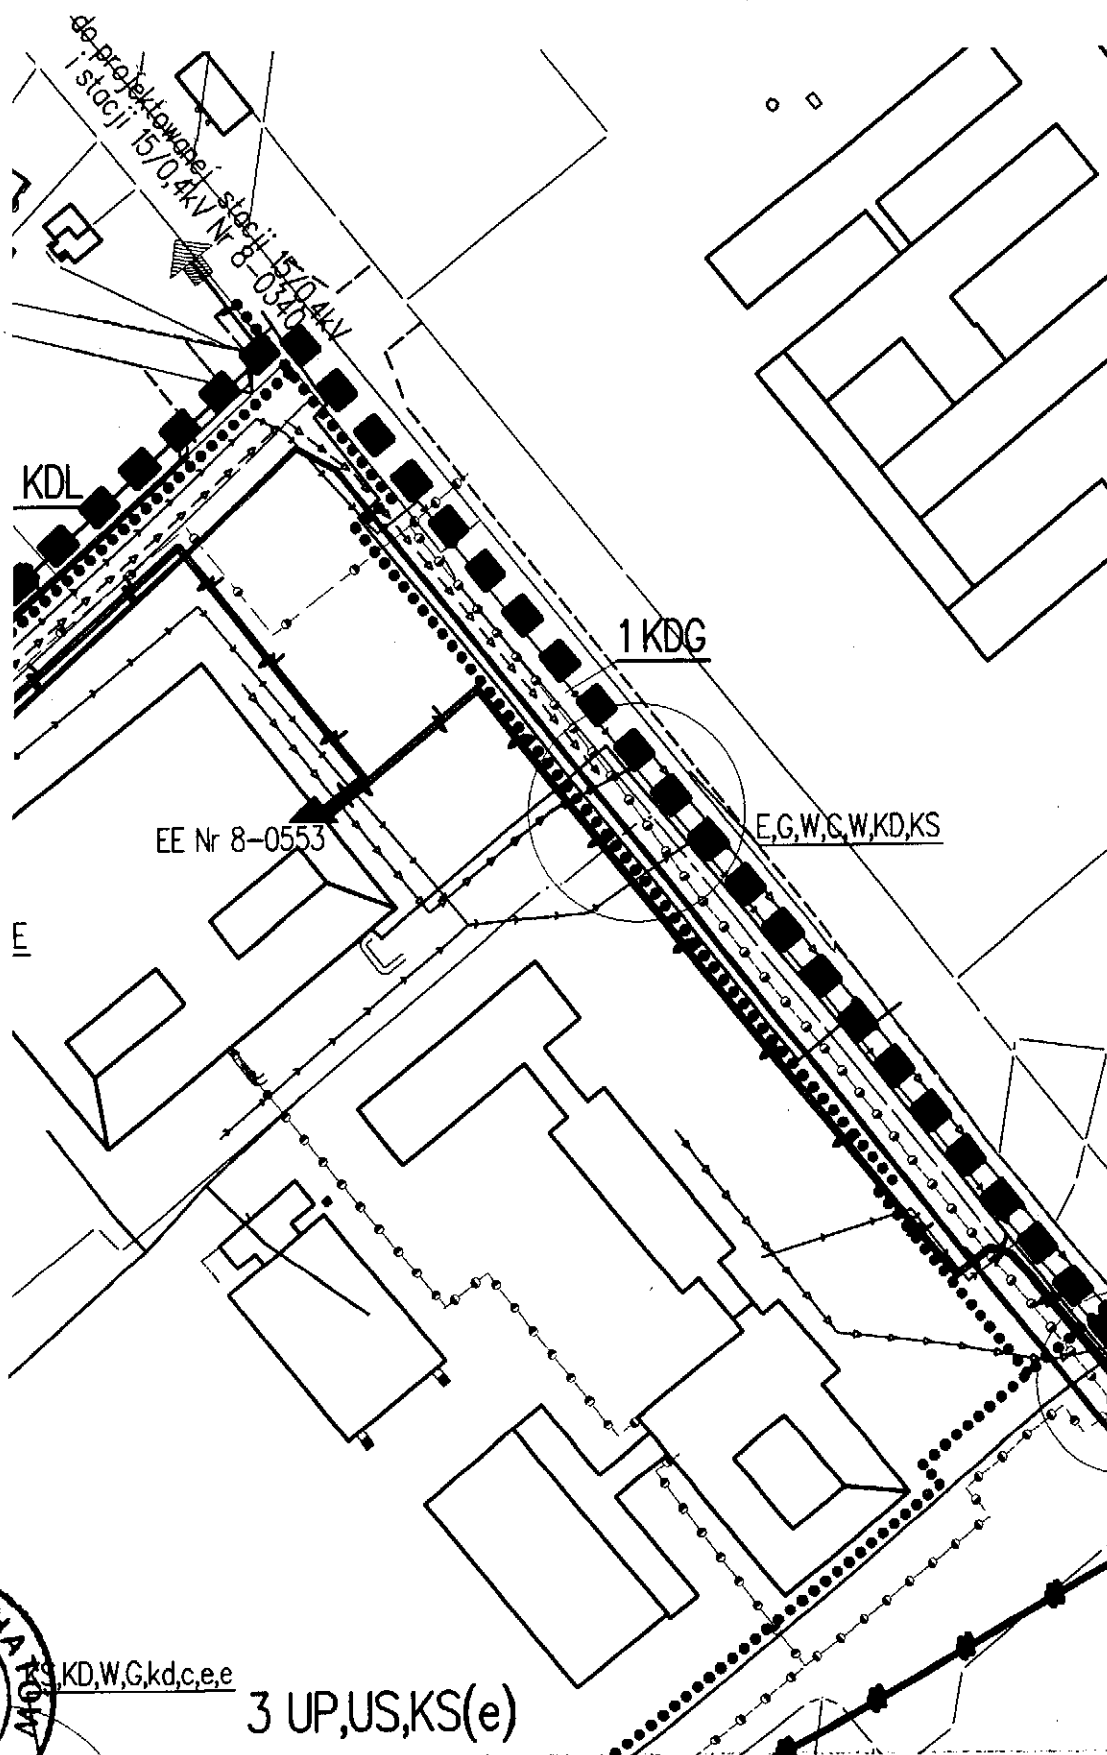 do projektowanej stacji 15/0,4kV
i stacji 15/0,4kV Nr 8-0340
KDL
1 KDG
EE Nr 8-0553
E,G,W,C,W,KD,KS
E
KS,KD,W,G,kd,c,e,e
3 UP,US,KS(e)